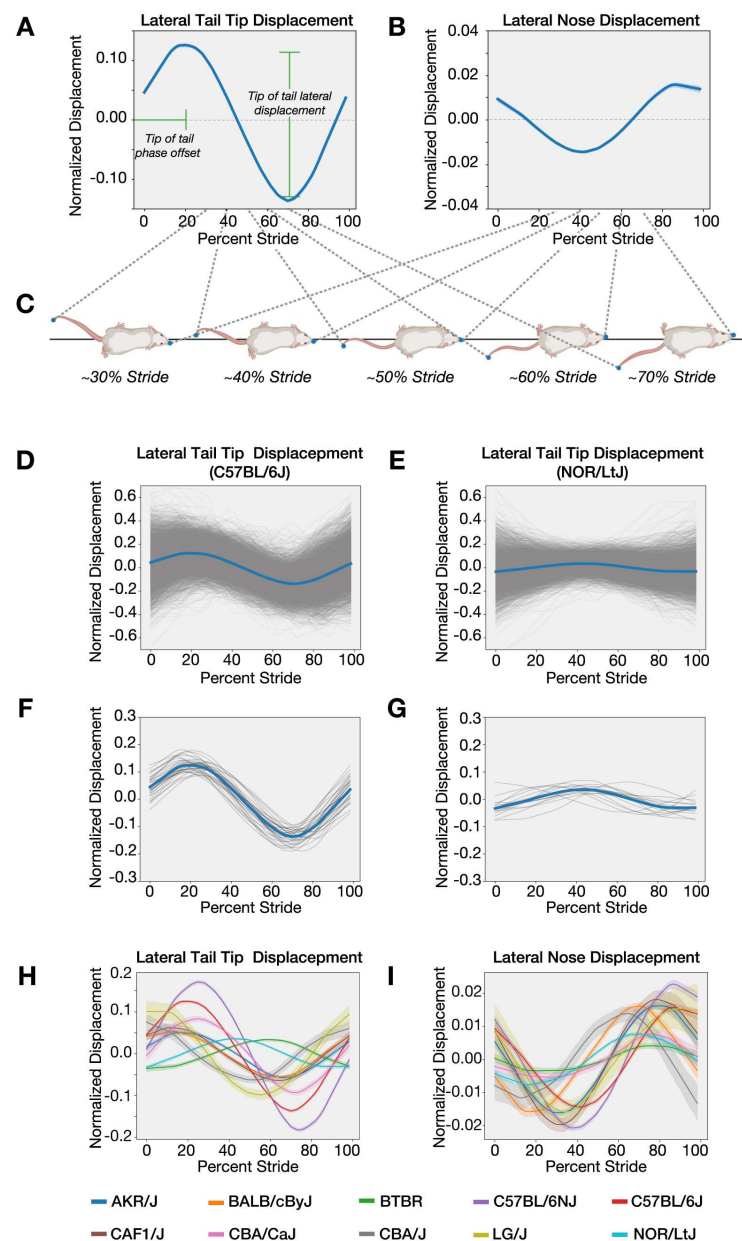 A
Lateral Tail Tip Displacement
Normalized Displacement
0.10
0.00
-0.10
Tip of tail
phase offset
Tip of tail lateral
displacement
0 20 40 60 80 100
Percent Stride
B
Lateral Nose Displacement
Normalized Displacement
0.04
0.02
0.00
-0.02
-0.04
0 20 40 60 80 100
Percent Stride
C
~30% Stride
~40% Stride
~50% Stride
~60% Stride
~70% Stride
D
Lateral Tail Tip Displacepment
(C57BL/6J)
Normalized Displacement
0.6
0.4
0.2
0.0
-0.2
-0.4
-0.6
0 20 40 60 80 100
Percent Stride
E
Lateral Tail Tip Displacepment
(NOR/LtJ)
Normalized Displacement
0.6
0.4
0.2
0.0
-0.2
-0.4
-0.6
0 20 40 60 80 100
Percent Stride
F
Normalized Displacement
0.3
0.2
0.1
0.0
-0.1
-0.2
-0.3
0 20 40 60 80 100
Percent Stride
G
Normalized Displacement
0.3
0.2
0.1
0.0
-0.1
-0.2
-0.3
0 20 40 60 80 100
Percent Stride
H
Lateral Tail Tip Displacepment
Normalized Displacement
0.2
0.1
0.0
-0.1
-0.2
0 20 40 60 80 100
Percent Stride
I
Lateral Nose Displacepment
Normalized Displacement
0.02
0.01
0.00
-0.01
-0.02
0 20 40 60 80 100
Percent Stride
AKR/J BALB/cByJ BTBR C57BL/6NJ C57BL/6J
CAF1/J CBA/CaJ CBA/J LG/J NOR/LtJ